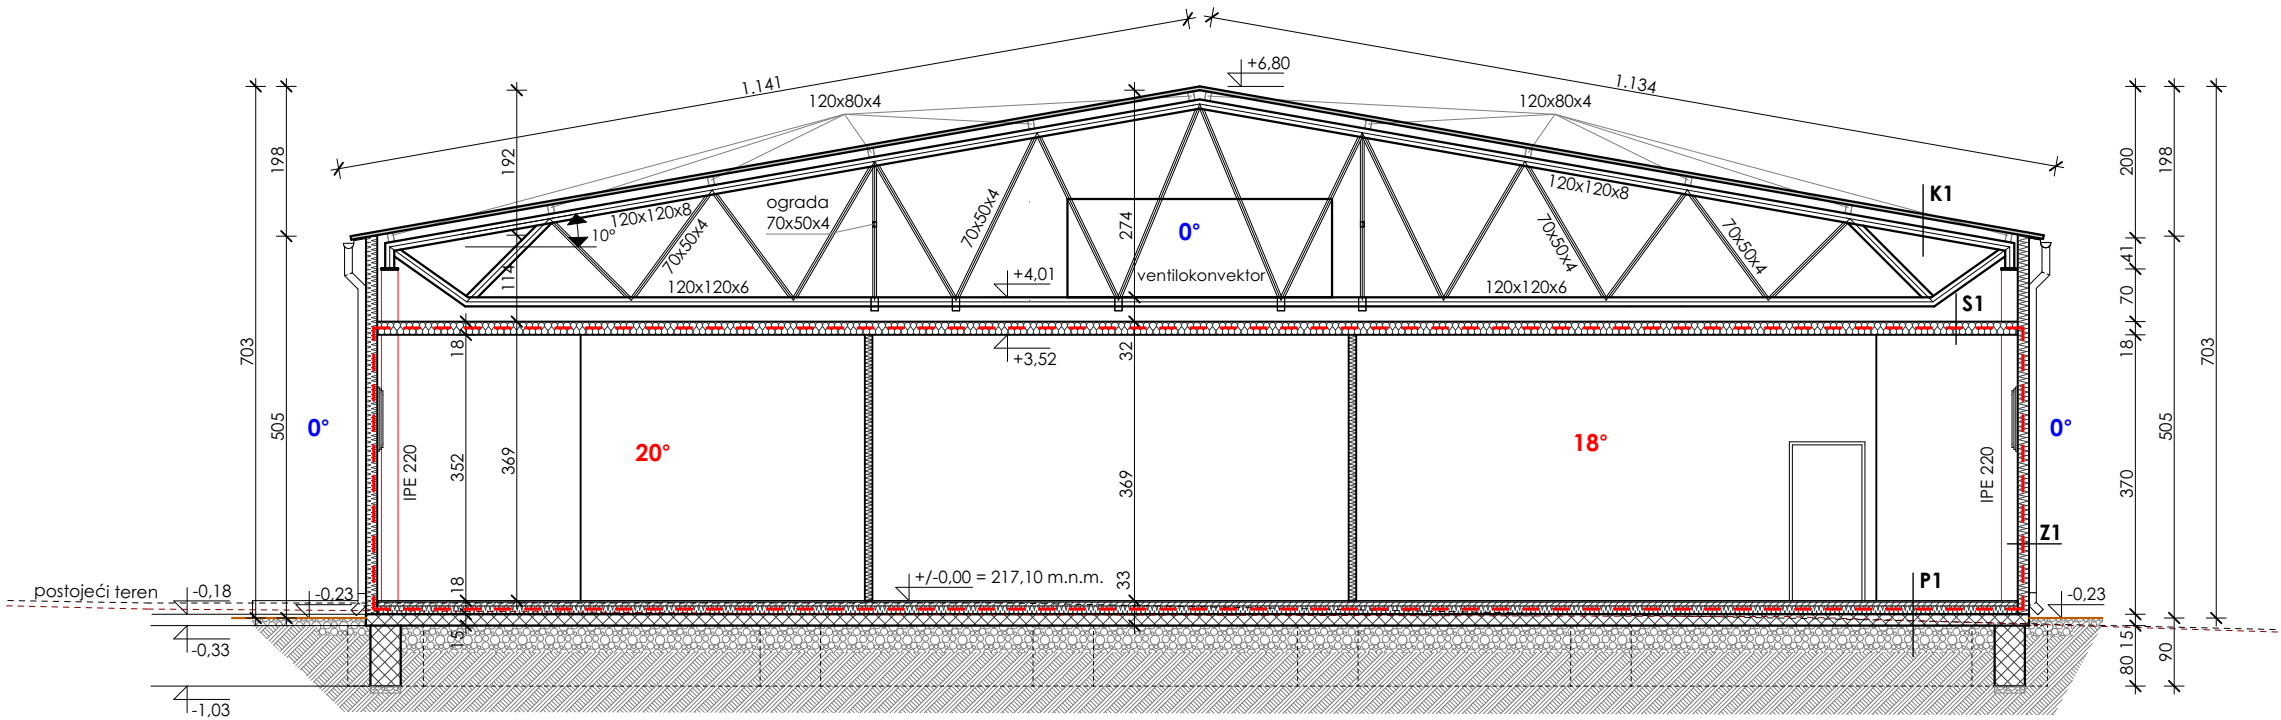 1.141
1.134
+6,80
120x80x4
120x80x4
198
192
274
200
198
K1
120x120x8
120x120x8
ograda
70x50x4
10°
70x50x4
70x50x4
70x50x4
70x50x4
0°
ventilokonvektor
114
120x120x6
120x120x6
+4,01
41
70
S1
703
18
32
+3,52
18
703
505
0°
20°
18°
0°
505
IPE 220
352
369
369
IPE 220
370
Z1
P1
postojeći teren
-0,18
-0,23
18
+/-0,00 = 217,10 m.n.m.
33
-0,23
-0,33
15
15
80
90
-1,03